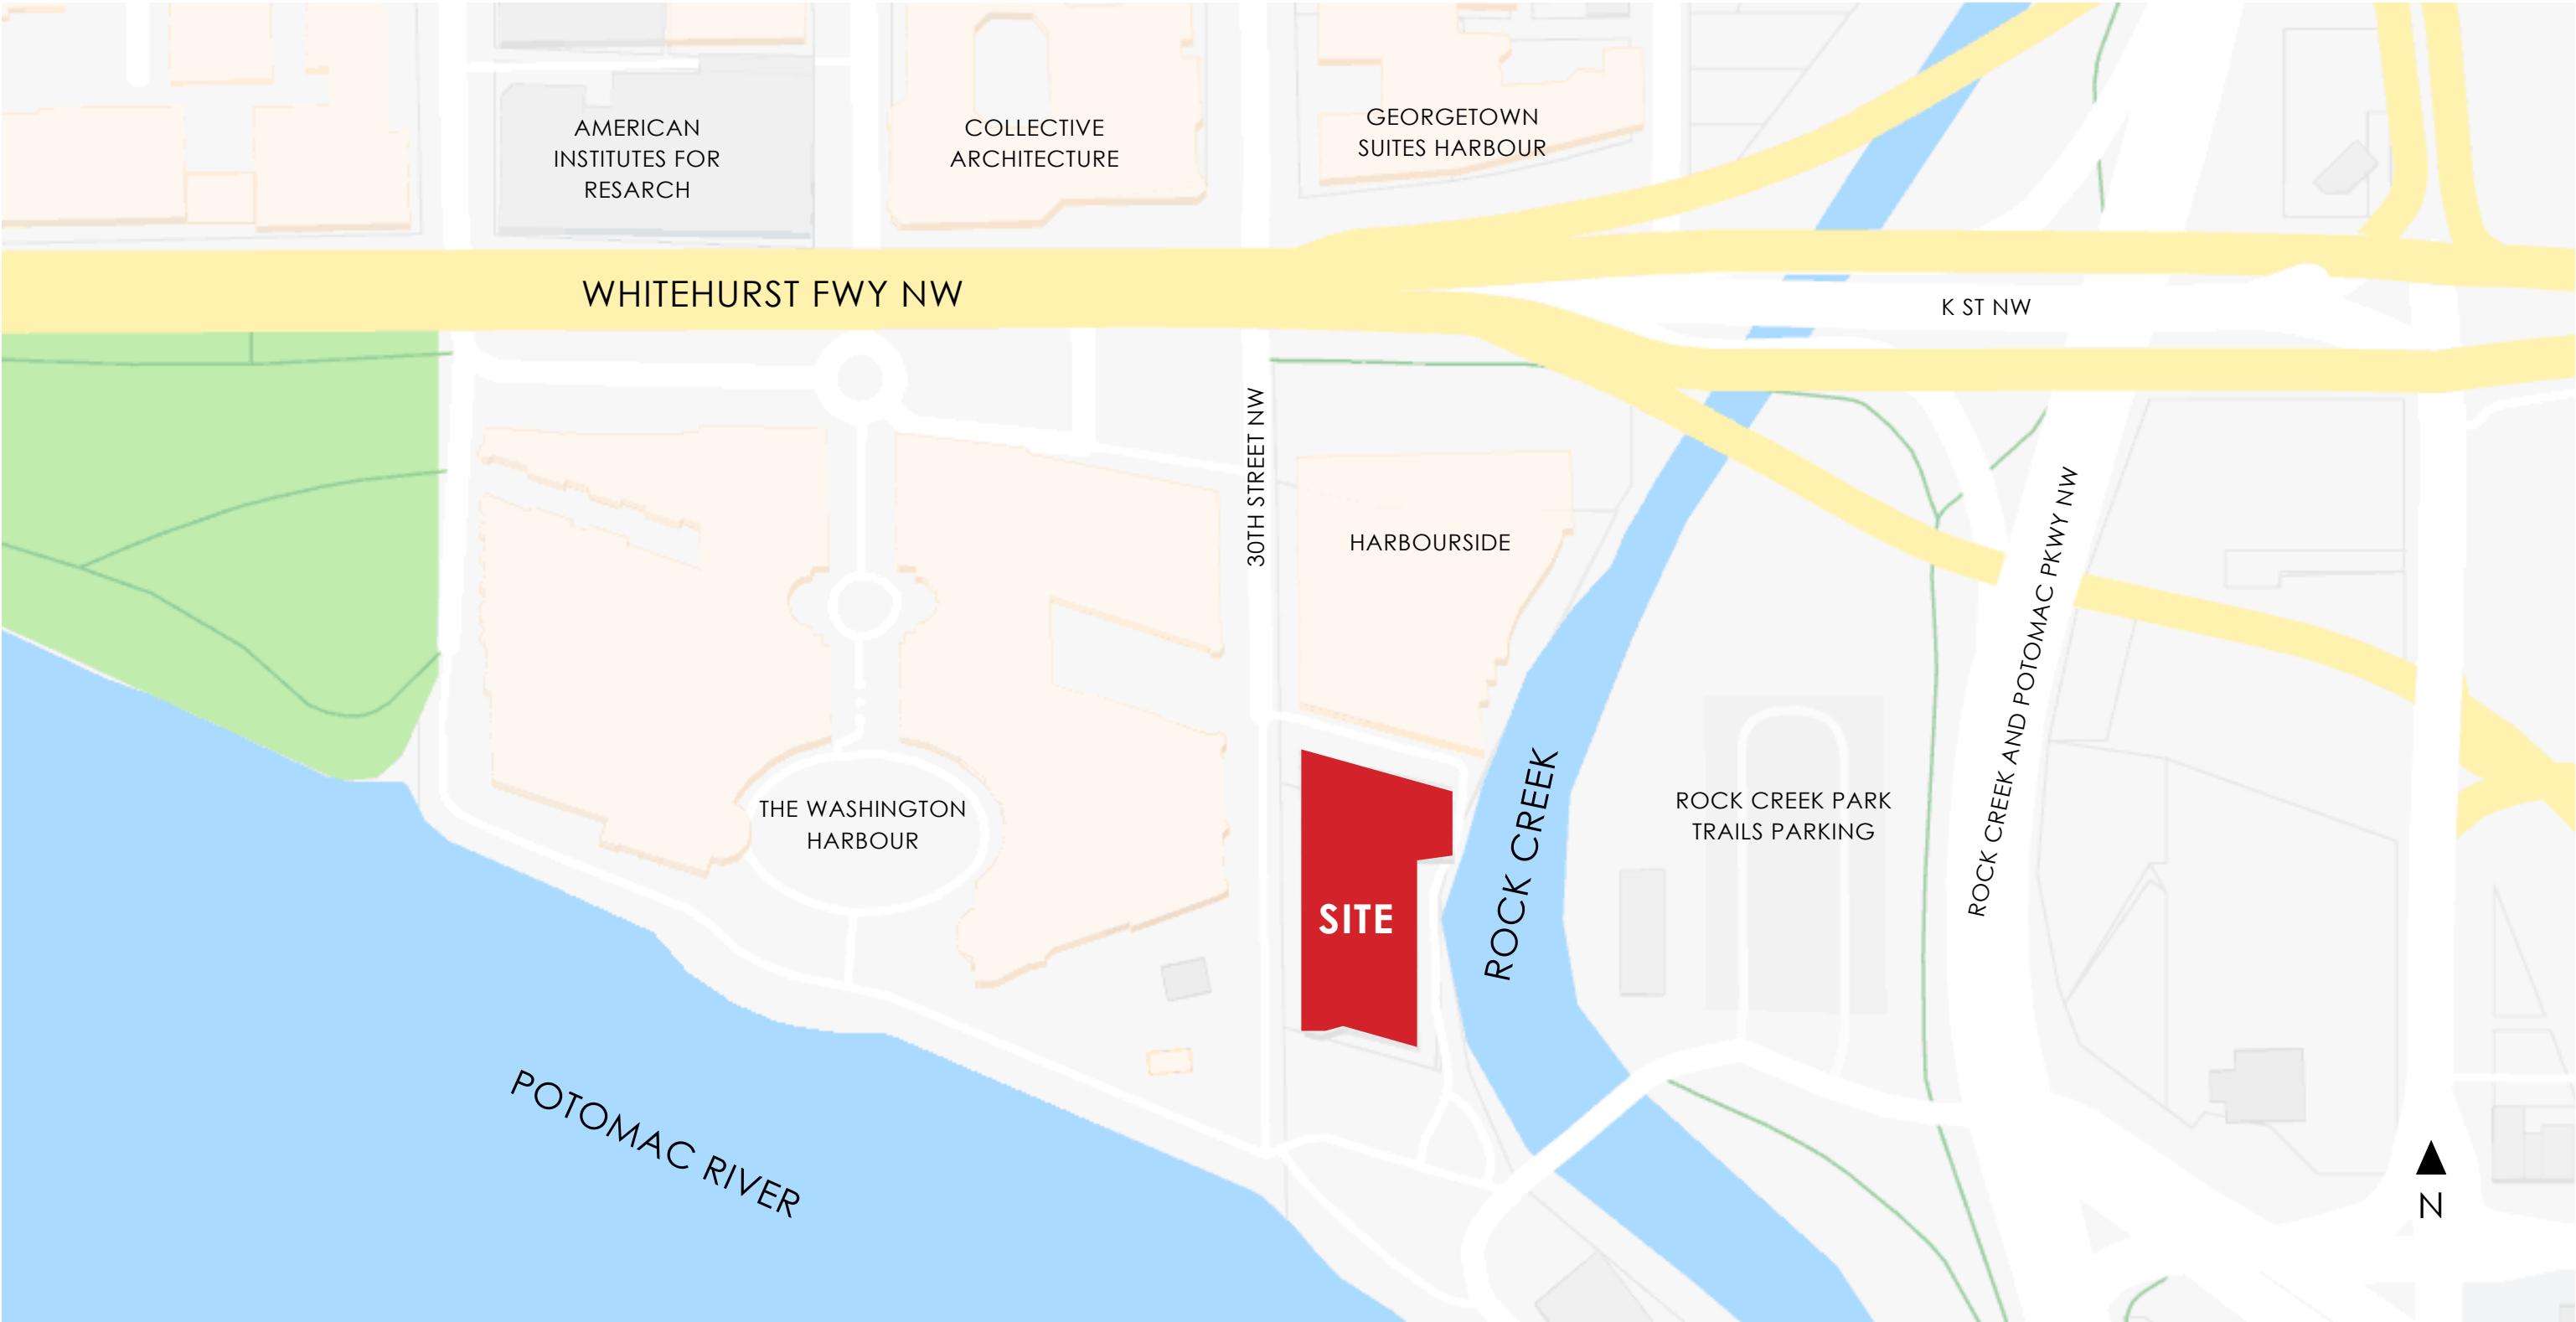 AMERICAN
INSTITUTES FOR
RESARCH
COLLECTIVE
ARCHITECTURE
GEORGETOWN
SUITES HARBOUR
WHITEHURST FWY NW
K ST NW
30TH STREET NW
HARBOURSIDE
ROCK CREEK AND POTOMAC PKWY NW
THE WASHINGTON
HARBOUR
SITE
ROCK CREEK
ROCK CREEK PARK
TRAILS PARKING
POTOMAC RIVER
N